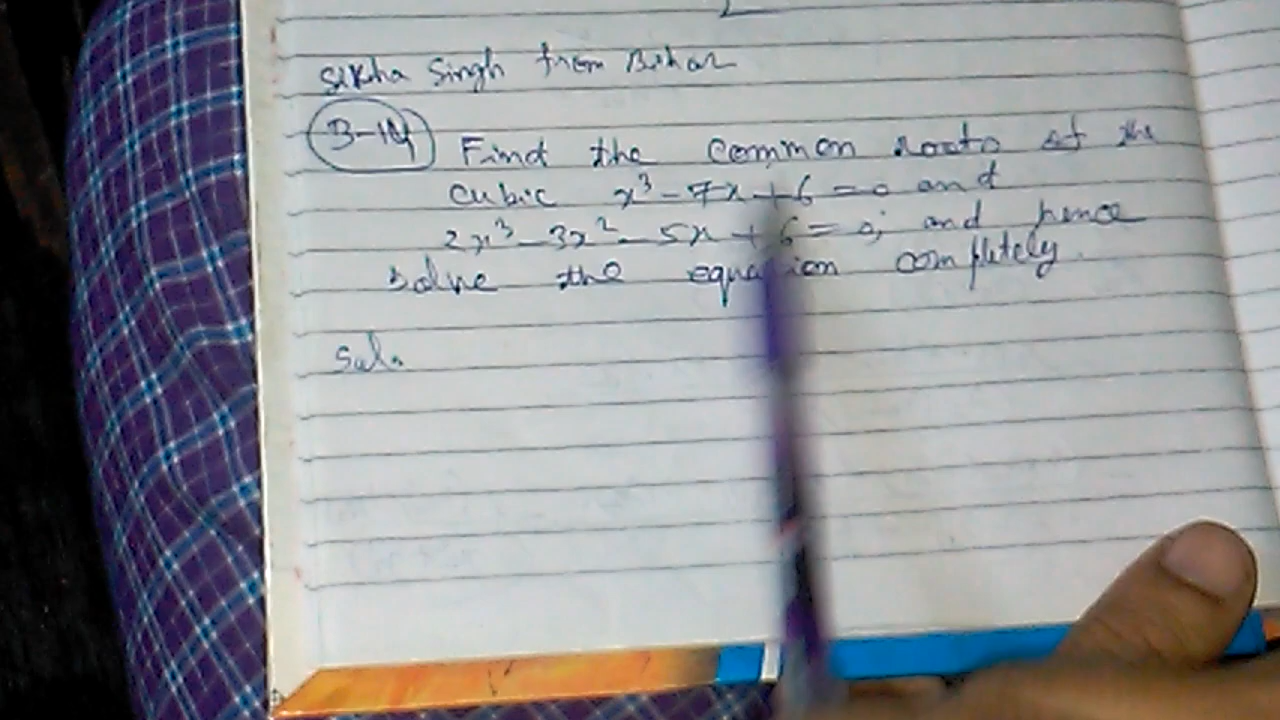 Sikha Singh from Bihar
B-14 Find the common roots of the
cubic x³ - 7x + 6 = 0 and
2x³ - 3x² - 5x + 6 = 0; and hence
solve the equation completely.
Sol.